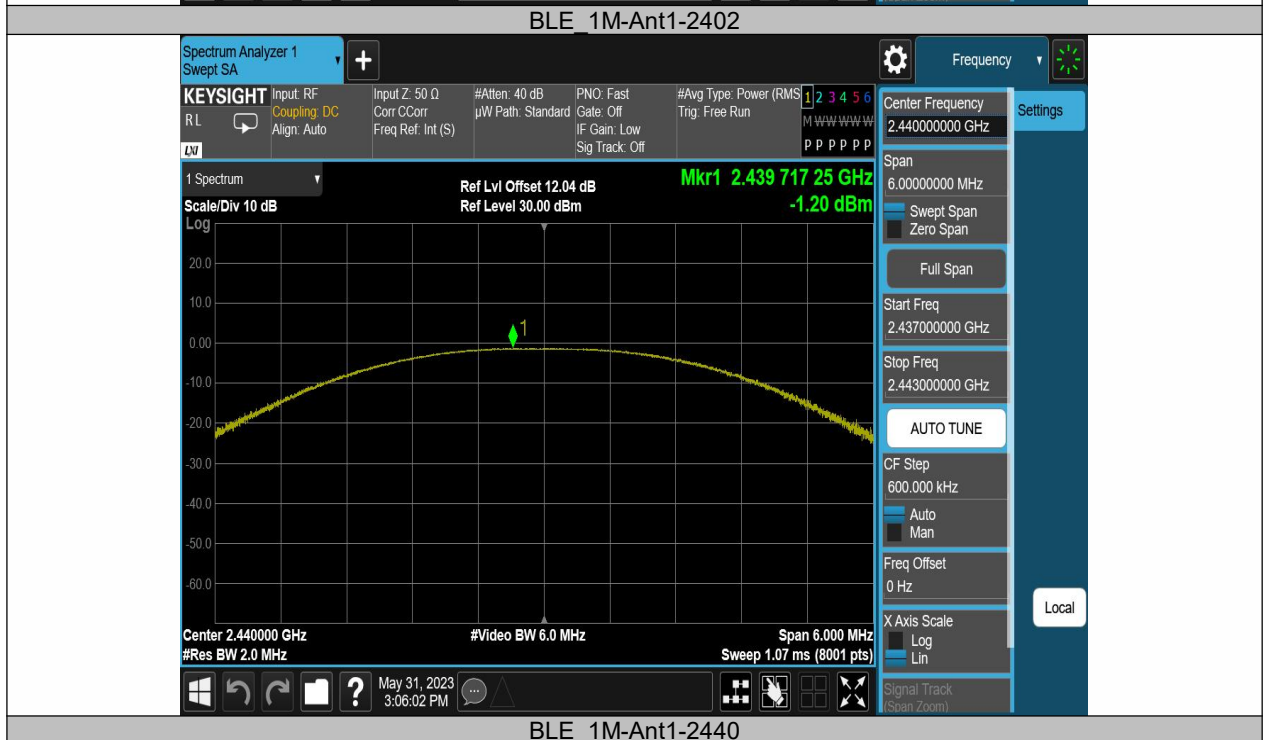 BLE_1M-Ant1-2402
Spectrum Analyzer 1
Swept SA
+
Frequency
KEYSIGHT
RL
LXI
Input: RF
Coupling: DC
Align: Auto
Input Z: 50 Ω
Corr CCorr
Freq Ref: Int (S)
#Atten: 40 dB
µW Path: Standard
PNO: Fast
Gate: Off
IF Gain: Low
Sig Track: Off
#Avg Type: Power (RMS
Trig: Free Run
1 2 3 4 5 6
M W W W W W
P P P P P P
1 Spectrum
Scale/Div 10 dB
Log
Ref Lvl Offset 12.04 dB
Ref Level 30.00 dBm
Mkr1 2.439 717 25 GHz
-1.20 dBm
20.0
10.0
0.00
-10.0
-20.0
-30.0
-40.0
-50.0
-60.0
1
Center 2.440000 GHz
#Res BW 2.0 MHz
#Video BW 6.0 MHz
Span 6.000 MHz
Sweep 1.07 ms (8001 pts)
Center Frequency
2.440000000 GHz
Settings
Span
6.00000000 MHz
Swept Span
Zero Span
Full Span
Start Freq
2.437000000 GHz
Stop Freq
2.443000000 GHz
AUTO TUNE
CF Step
600.000 kHz
Auto
Man
Freq Offset
0 Hz
X Axis Scale
Log
Lin
Signal Track
(Span Zoom)
Local
?
May 31, 2023
3:06:02 PM
BLE_1M-Ant1-2440